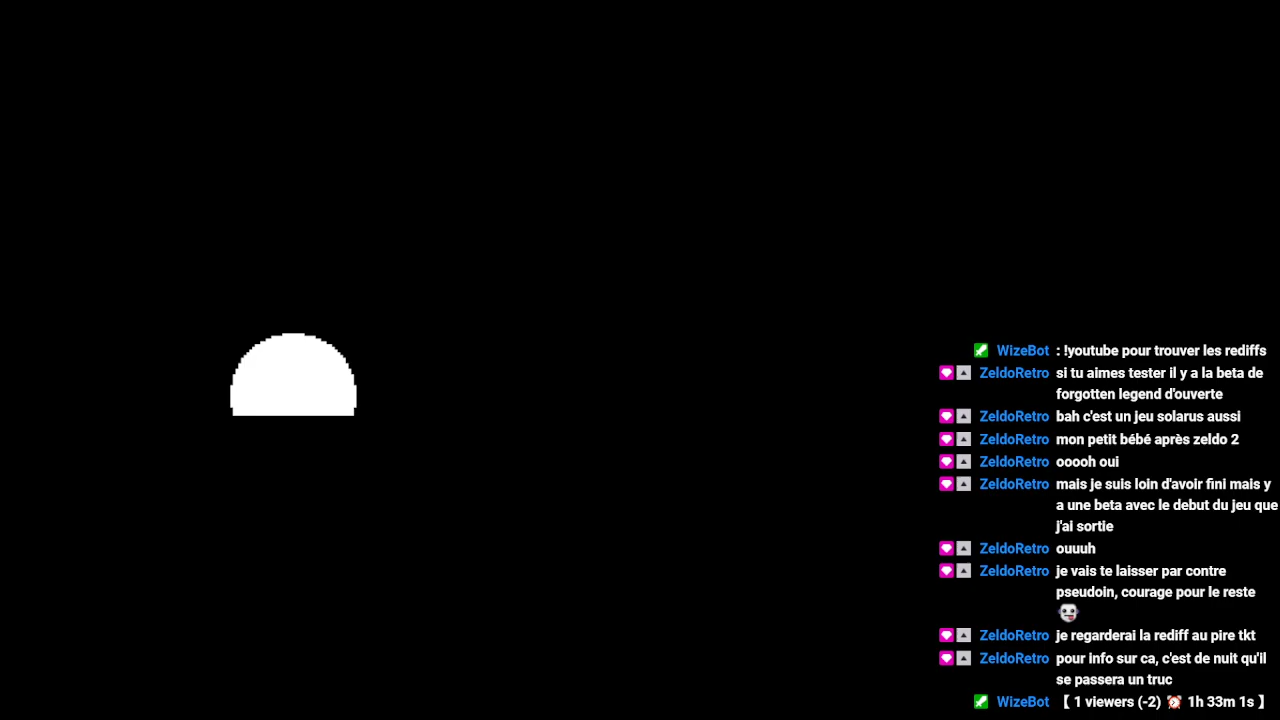 WizeBot : !youtube pour trouver les rediffs
ZeldoRetro si tu aimes tester il y a la beta de
forgotten legend d'ouverte
ZeldoRetro bah c'est un jeu solarus aussi
ZeldoRetro mon petit bébé après zeldo 2
ZeldoRetro ooooh oui
ZeldoRetro mais je suis loin d'avoir fini mais y
a une beta avec le debut du jeu que
j'ai sortie
ZeldoRetro ouuuh
ZeldoRetro je vais te laisser par contre
pseudoin, courage pour le reste
ZeldoRetro je regarderai la rediff au pire tkt
ZeldoRetro pour info sur ca, c'est de nuit qu'il
se passera un truc
WizeBot 【 1 viewers (-2) ⏰ 1h 33m 1s 】